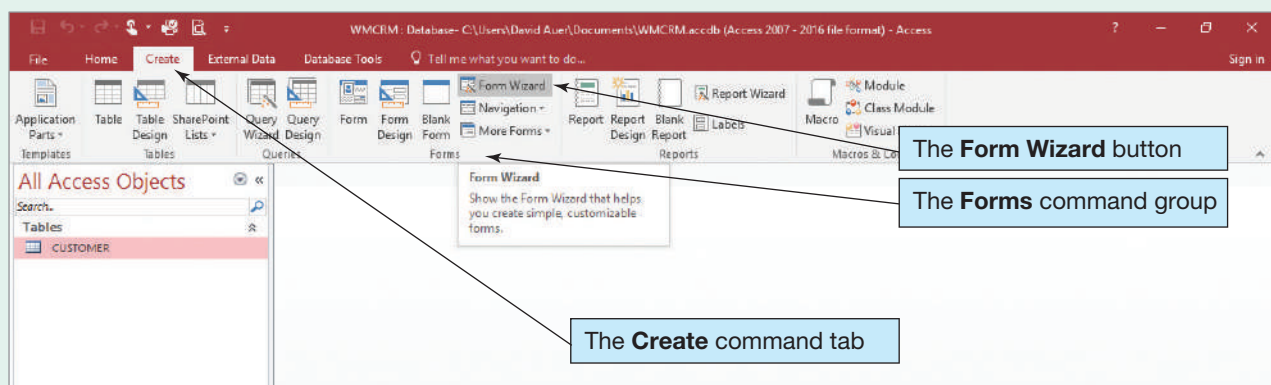 WMCRM : Database- C:\Users\David Auer\Documents\WMCRM.accdb (Access 2007 - 2016 file format) - Access
?
File Home Create External Data Database Tools Tell me what you want to do...
Sign in
Application Parts
Table
Table Design
SharePoint Lists
Query Wizard
Query Design
Form
Form Design
Blank Form
Form Wizard
Navigation
More Forms
Report
Report Design
Blank Report
Report Wizard
Labels
Macro
Module
Class Module
Visual
Templates Tables Queries Forms Reports Macros &
The Form Wizard button
The Forms command group
The Create command tab
All Access Objects
Search..
Tables
CUSTOMER
Form Wizard
Show the Form Wizard that helps
you create simple, customizable
forms.